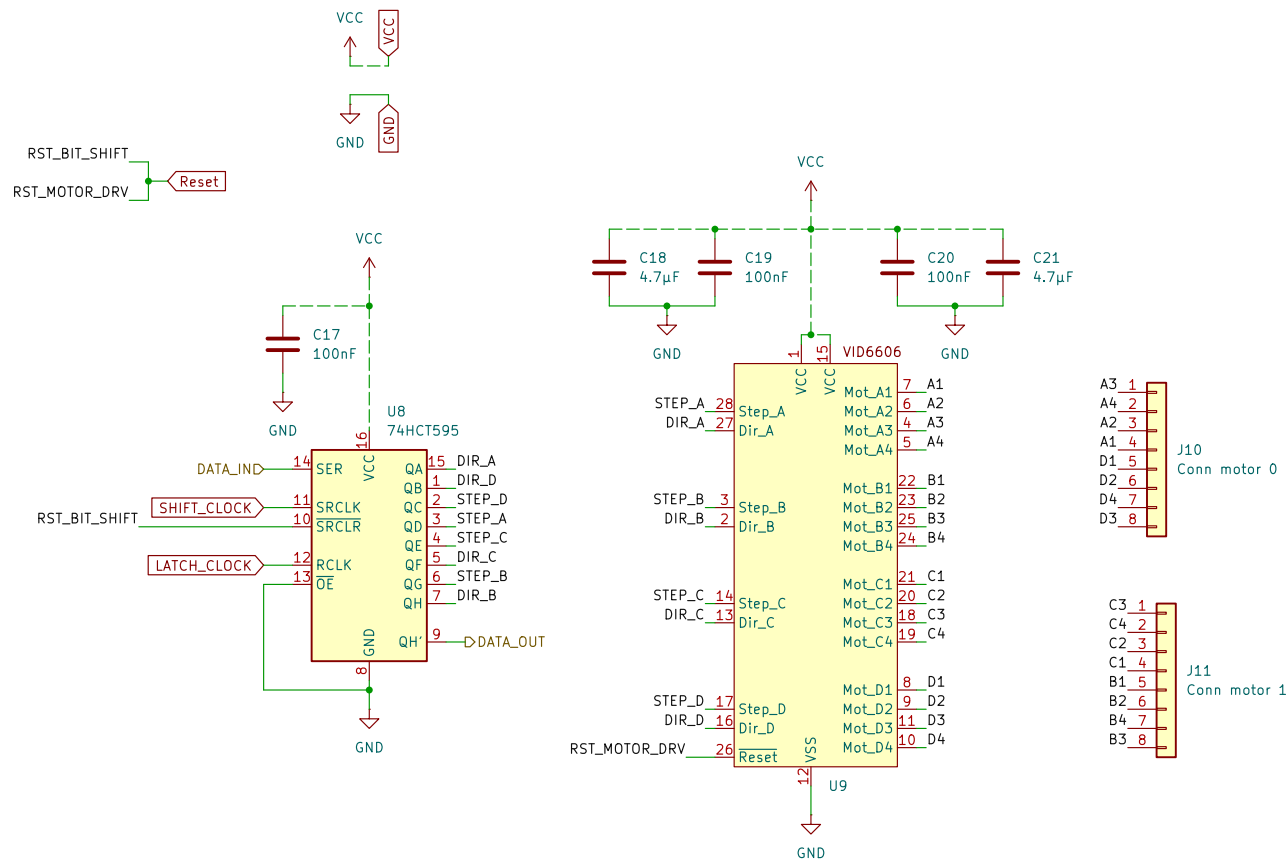 VCC
VCC
GND
GND
RST_BIT_SHIFT
RST_MOTOR_DRV
Reset
VCC
C17
100nF
GND
U8
74HCT595
16
VCC
DATA_IN
14
SER
SHIFT_CLOCK
11
SRCLK
RST_BIT_SHIFT
10
SRCLR
LATCH_CLOCK
12
RCLK
13
OE
QA
15
DIR_A
QB
1
DIR_D
QC
2
STEP_D
QD
3
STEP_A
QE
4
STEP_C
QF
5
DIR_C
QG
6
STEP_B
QH
7
DIR_B
QH'
9
DATA_OUT
GND
8
GND
VCC
C18
4.7µF
C19
100nF
C20
100nF
C21
4.7µF
GND
GND
1
15
VID6606
VCC
VCC
STEP_A
28
Step_A
DIR_A
27
Dir_A
STEP_B
3
Step_B
DIR_B
2
Dir_B
STEP_C
14
Step_C
DIR_C
13
Dir_C
STEP_D
17
Step_D
DIR_D
16
Dir_D
RST_MOTOR_DRV
26
Reset
Mot_A1
7
A1
Mot_A2
6
A2
Mot_A3
4
A3
Mot_A4
5
A4
Mot_B1
22
B1
Mot_B2
23
B2
Mot_B3
25
B3
Mot_B4
24
B4
Mot_C1
21
C1
Mot_C2
20
C2
Mot_C3
18
C3
Mot_C4
19
C4
Mot_D1
8
D1
Mot_D2
9
D2
Mot_D3
11
D3
Mot_D4
10
D4
VSS
12
U9
GND
A3
1
A4
2
A2
3
A1
4
D1
5
D2
6
D4
7
D3
8
J10
Conn motor 0
C3
1
C4
2
C2
3
C1
4
B1
5
B2
6
B4
7
B3
8
J11
Conn motor 1